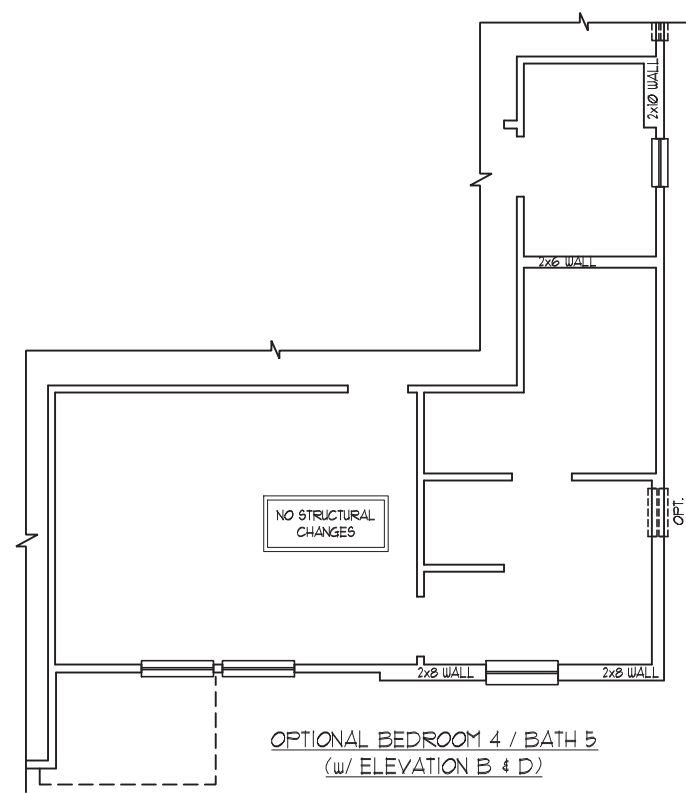 2x10 WALL
2x6 WALL
NO STRUCTURAL
CHANGES
OPT.
2x8 WALL
2x8 WALL
OPTIONAL BEDROOM 4 / BATH 5
(w/ ELEVATION B & D)